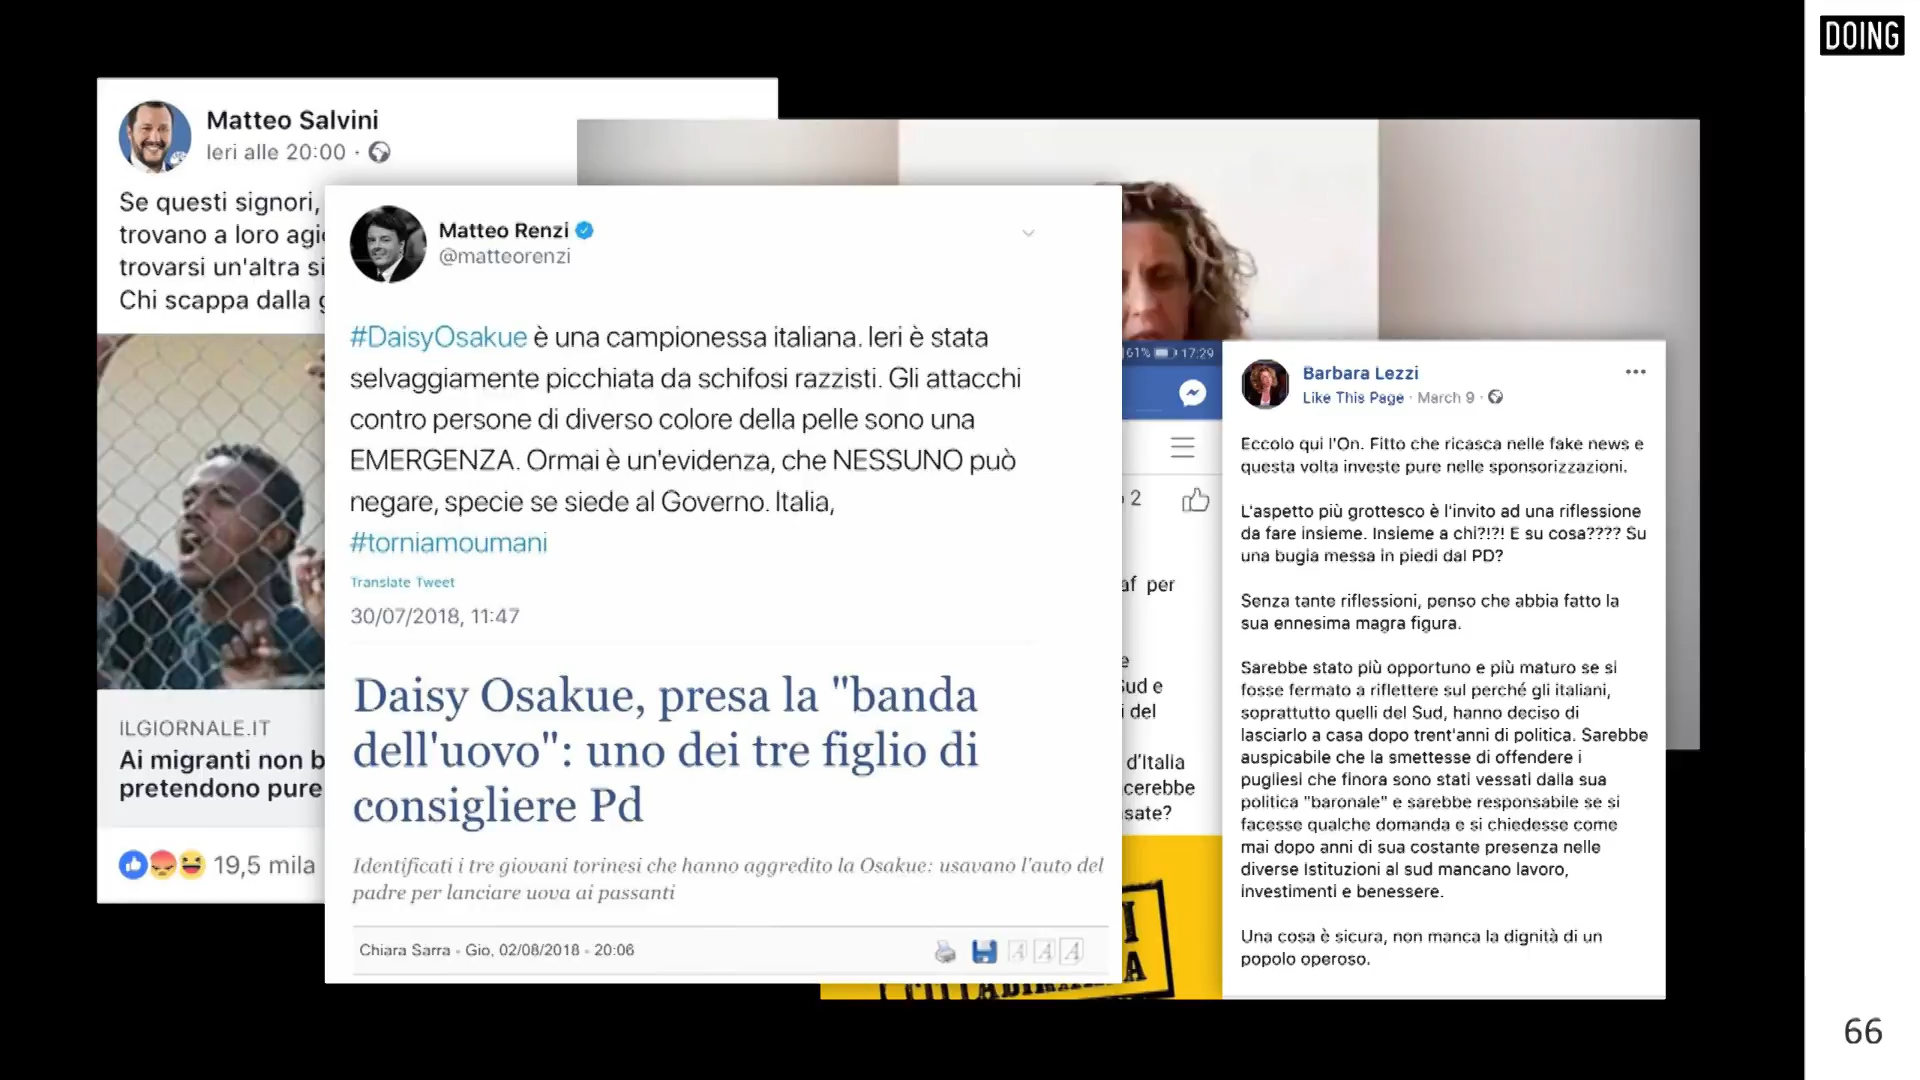 DOING
Matteo Salvini
Ieri alle 20:00 ·
Se questi signori,
trovano a loro
trovarsi un'altra
Chi scappa dalla
ILGIORNALE.IT
Ai migranti non
pretendono pure
19,5 mila
Matteo Renzi
@matteorenzi
#DaisyOsakue è una campionessa italiana. Ieri è stata
selvaggiamente picchiata da schifosi razzisti. Gli attacchi
contro persone di diverso colore della pelle sono una
EMERGENZA. Ormai è un'evidenza, che NESSUNO può
negare, specie se siede al Governo. Italia,
#torniamoumani
Translate Tweet
30/07/2018, 11:47
Daisy Osakue, presa la "banda
dell'uovo": uno dei tre figlio di
consigliere Pd
Identificati i tre giovani torinesi che hanno aggredito la Osakue: usavano l'auto del
padre per lanciare uova ai passanti
Chiara Sarra - Gio, 02/08/2018 - 20:06
A A A
61% 17:29
2
per
e
del
d'Italia
Barbara Lezzi
Like This Page · March 9 ·
Eccolo qui l'On. Fitto che ricasca nelle fake news e
questa volta investe pure nelle sponsorizzazioni.
L'aspetto più grottesco è l'invito ad una riflessione
da fare insieme. Insieme a chi?!?! E su cosa???? Su
una bugia messa in piedi dal PD?
Senza tante riflessioni, penso che abbia fatto la
sua ennesima magra figura.
Sarebbe stato più opportuno e più maturo se si
fosse fermato a riflettere sul perché gli italiani,
soprattutto quelli del Sud, hanno deciso di
lasciarlo a casa dopo trent'anni di politica. Sarebbe
auspicabile che la smettesse di offendere i
pugliesi che finora sono stati vessati dalla sua
politica "baronale" e sarebbe responsabile se si
facesse qualche domanda e si chiedesse come
mai dopo anni di sua costante presenza nelle
diverse Istituzioni al sud mancano lavoro,
investimenti e benessere.
Una cosa è sicura, non manca la dignità di un
popolo operoso.
66